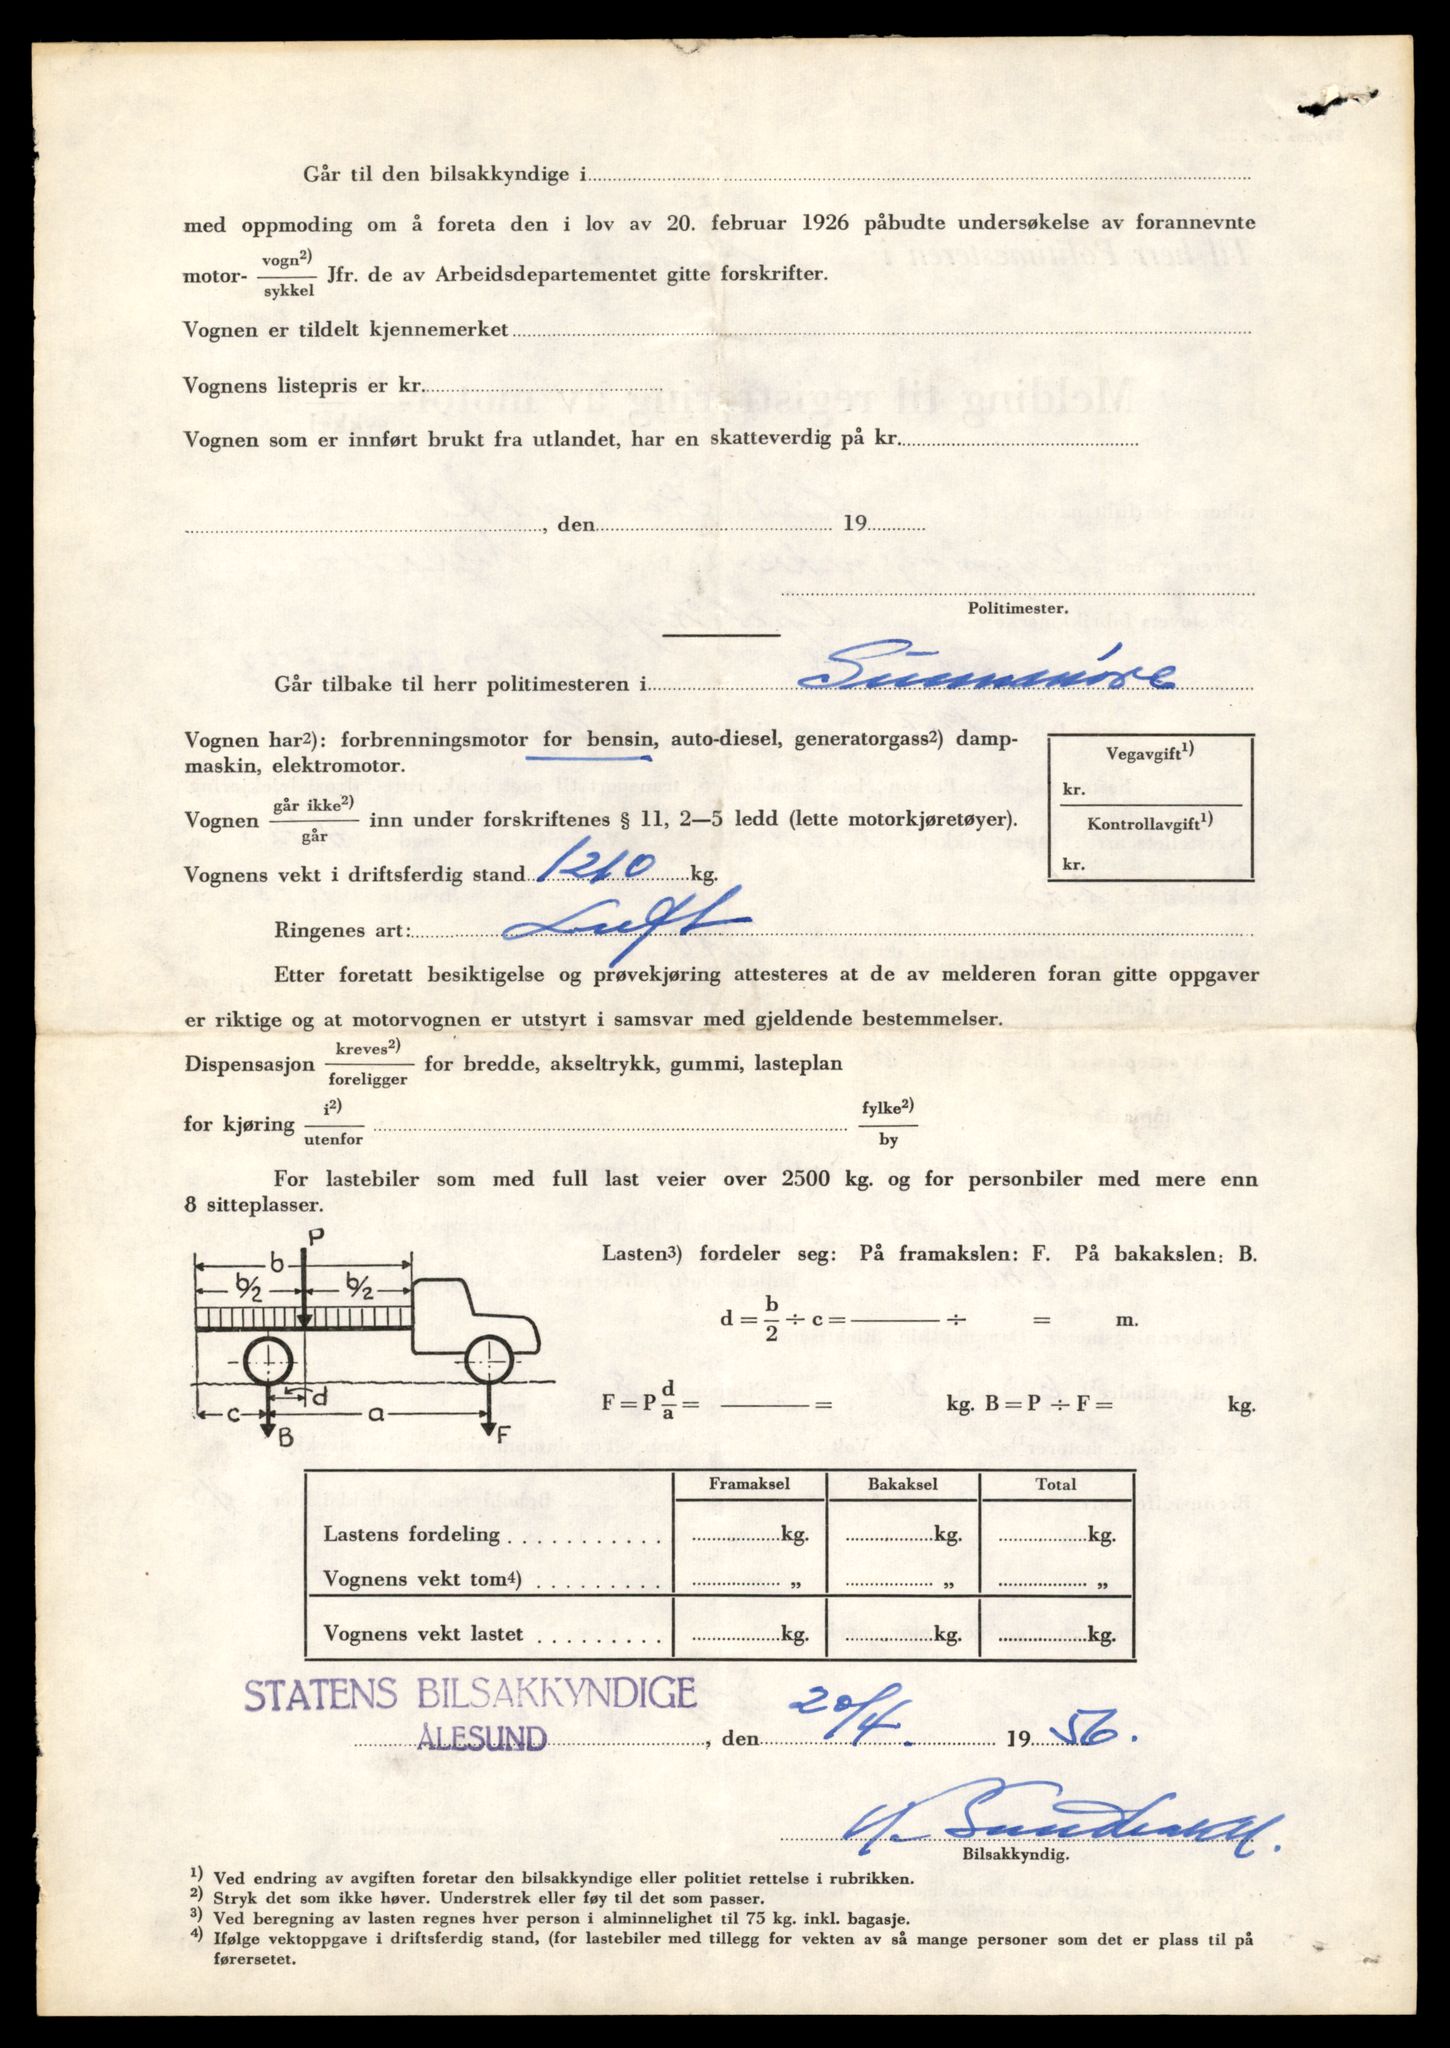 Går til den bilsakkyndige i
med oppmoding om å foreta den i lov av 20. februar 1926 påbudte undersøkelse av forannevnte
motor- vogn2) / sykkel Jfr. de av Arbeidsdepartementet gitte forskrifter.
Vognen er tildelt kjennemerket
Vognens listepris er kr.
Vognen som er innført brukt fra utlandet, har en skatteverdig på kr.
, den 19
Politimester.
Går tilbake til herr politimesteren i Sunnmøre
Vognen har2): forbrenningsmotor for bensin, auto-diesel, generatorgass2) damp-
maskin, elektromotor.
Vegavgift1)
kr.
Kontrollavgift1)
kr.
Vognen går ikke2) / går inn under forskriftenes § 11, 2—5 ledd (lette motorkjøretøyer).
Vognens vekt i driftsferdig stand 1210 kg.
Ringenes art: Luft
Etter foretatt besiktigelse og prøvekjøring attesteres at de av melderen foran gitte oppgaver
er riktige og at motorvognen er utstyrt i samsvar med gjeldende bestemmelser.
Dispensasjon kreves2) / foreligger for bredde, akseltrykk, gummi, lasteplan
for kjøring i2) / utenfor fylke2) / by
For lastebiler som med full last veier over 2500 kg. og for personbiler med mere enn
8 sitteplasser.
P
b
b/2 b/2
d
c a
B F
Lasten3) fordeler seg: På framakslen: F. På bakakslen: B.
d = b/2 ÷ c = ÷ = m.
F = P d/a = = kg. B = P ÷ F = kg.
Framaksel Bakaksel Total
Lastens fordeling kg. kg. kg.
Vognens vekt tom4) „ „ „
Vognens vekt lastet kg. kg. kg.
STATENS BILSAKKYNDIGE
ÅLESUND , den 20/4. 19 56.
Bilsakkyndig.
1) Ved endring av avgiften foretar den bilsakkyndige eller politiet rettelse i rubrikken.
2) Stryk det som ikke høver. Understrek eller føy til det som passer.
3) Ved beregning av lasten regnes hver person i alminnelighet til 75 kg. inkl. bagasje.
4) Ifølge vektoppgave i driftsferdig stand, (for lastebiler med tillegg for vekten av så mange personer som det er plass til på
førersetet.